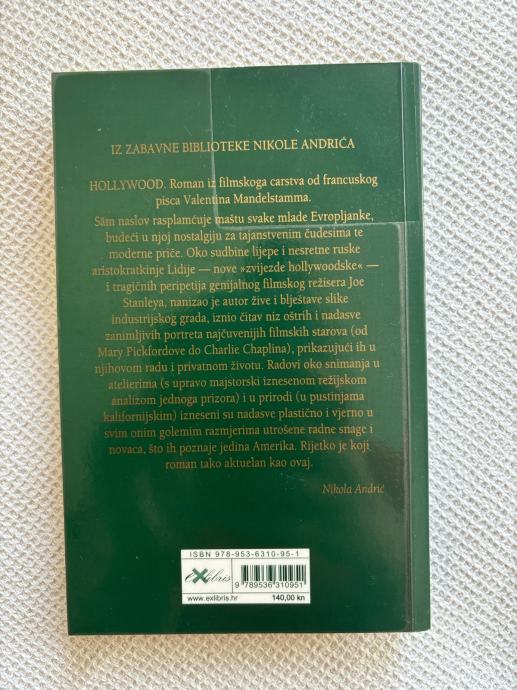 IZ ZABAVNE BIBLIOTEKE NIKOLE ANDRIĆA
HOLLYWOOD. Roman iz filmskoga carstva od francuskog
pisca Valentina Mandelstamma.
Sām naslov rasplamćuje maštu svake mlade Evropljanke,
budeći u njoj nostalgiju za tajanstvenim čudesima te
moderne priče. Oko sudbine lijepe i nesretne ruske
aristokratkinje Lidije — nove »zvijezde hollywoodske« —
i tragičnih peripetija genijalnog filmskog režisera Joe
Stanleya, nanizao je autor žive i blještave slike
industrijskog grada, iznio čitav niz oštrih i nadasve
zanimljivih portreta najčuvenijih filmskih starova (od
Mary Pickfordove do Charlie Chaplina), prikazujući ih u
njihovom radu i privatnom životu. Radovi oko snimanja u
atelierima (s upravo majstorski iznesenom režijskom
analizom jednoga prizora) i u prirodi (u pustinjama
kalifornijskim) izneseni su nadasve plastično i vjerno u
svim onim golemim razmjerima utrošene radne snage i
novaca, što ih poznaje jedina Amerika. Rijetko je koji
roman tako aktuelan kao ovaj.
Nikola Andrić
ISBN 978-953-6310-95-1
eXlibris
9 789536 310951
www.exlibris.hr
140,00 kn